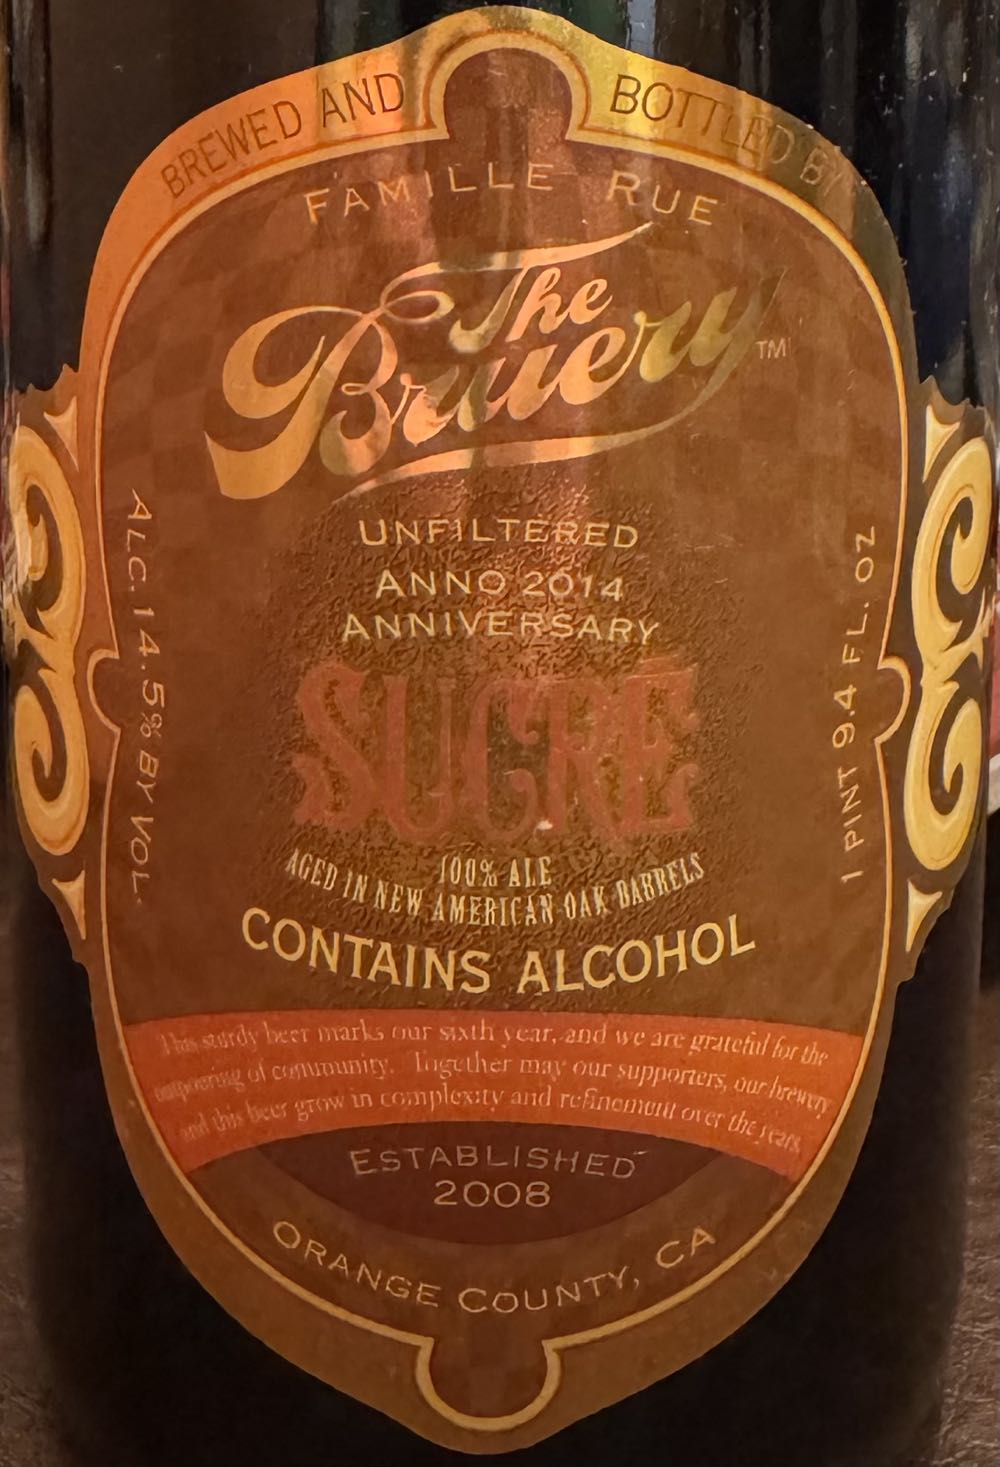 BREWED AND BOTTLED BY
FAMILLE RUE
The
Bruery TM
UNFILTERED
ANNO 2014
ANNIVERSARY
SUCRÉ
100% ALE
AGED IN NEW AMERICAN OAK BARRELS
CONTAINS ALCOHOL
ALC. 14.5% BY VOL.
1 PINT 9.4 FL. OZ
This sturdy beer marks our sixth year, and we are grateful for the
outpouring of community. Together may our supporters, our brewery
and this beer grow in complexity and refinement over the years.
ESTABLISHED
2008
ORANGE COUNTY, CA